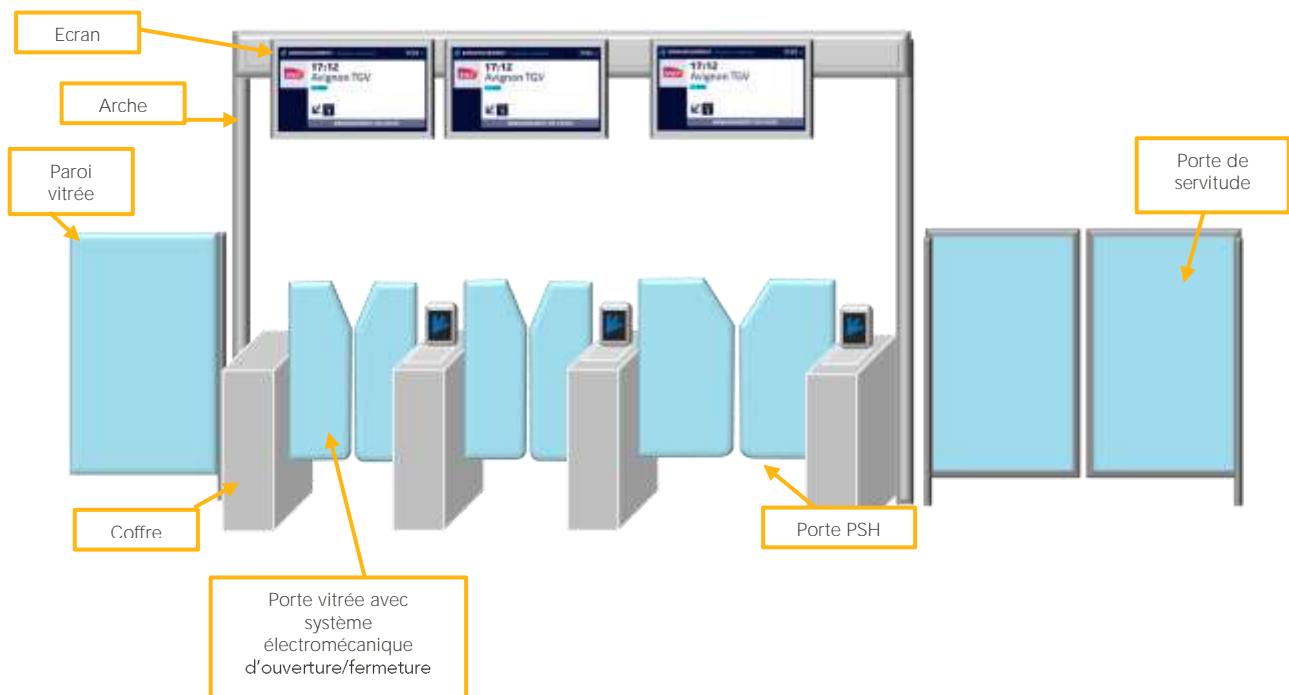 Ecran
Arche
Paroi
vitrée
Porte de
servitude
17:12
Avignon TGV
17:12
Avignon TGV
17:12
Avignon TGV
Coffre
Porte PSH
Porte vitrée avec
système
électromécanique
d'ouverture/fermeture